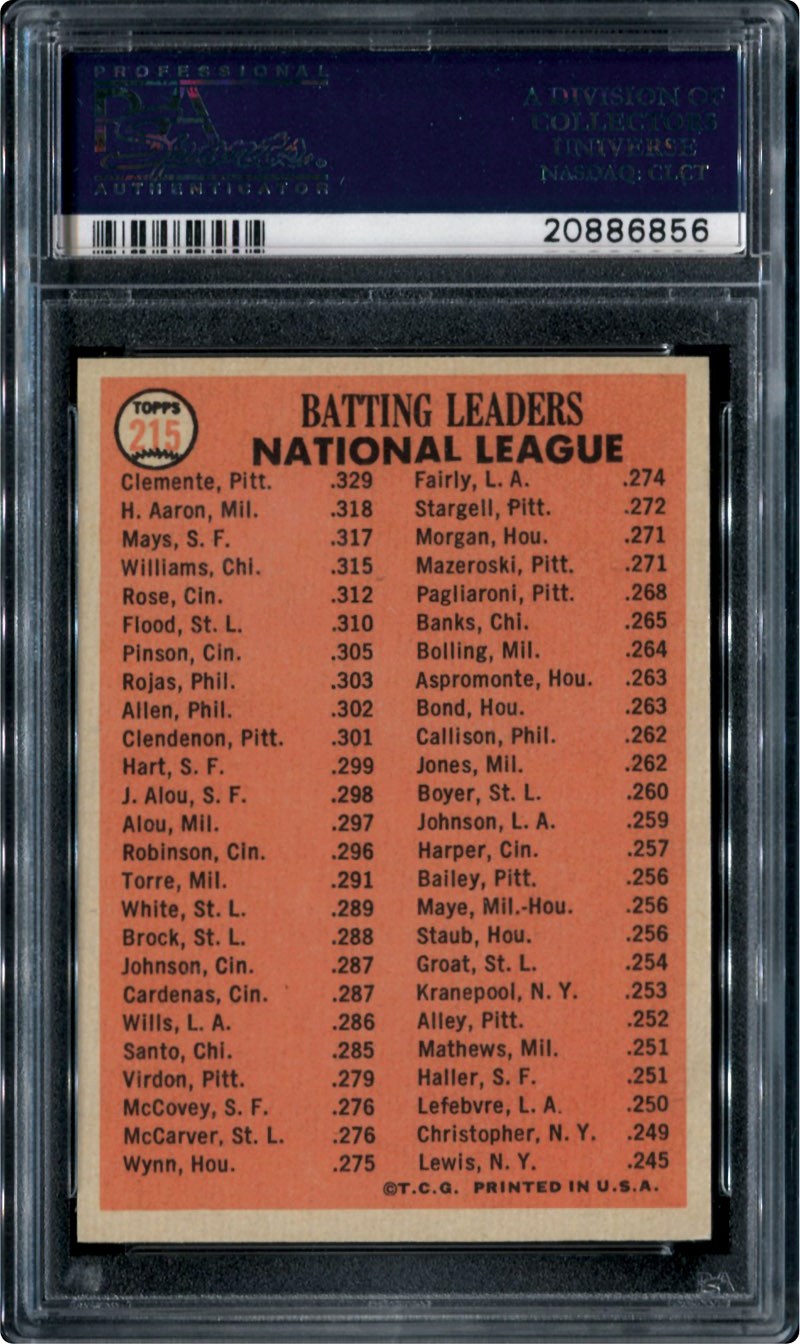 PROFESSIONAL
PSA
AUTHENTICATOR
A DIVISION OF
COLLECTORS
UNIVERSE
NASDAQ: CLCT
20886856
TOPPS
215
BATTING LEADERS
NATIONAL LEAGUE
Clemente, Pitt. .329 Fairly, L. A. .274
H. Aaron, Mil. .318 Stargell, Pitt. .272
Mays, S. F. .317 Morgan, Hou. .271
Williams, Chi. .315 Mazeroski, Pitt. .271
Rose, Cin. .312 Pagliaroni, Pitt. .268
Flood, St. L. .310 Banks, Chi. .265
Pinson, Cin. .305 Bolling, Mil. .264
Rojas, Phil. .303 Aspromonte, Hou. .263
Allen, Phil. .302 Bond, Hou. .263
Clendenon, Pitt. .301 Callison, Phil. .262
Hart, S. F. .299 Jones, Mil. .262
J. Alou, S. F. .298 Boyer, St. L. .260
Alou, Mil. .297 Johnson, L. A. .259
Robinson, Cin. .296 Harper, Cin. .257
Torre, Mil. .291 Bailey, Pitt. .256
White, St. L. .289 Maye, Mil.-Hou. .256
Brock, St. L. .288 Staub, Hou. .256
Johnson, Cin. .287 Groat, St. L. .254
Cardenas, Cin. .287 Kranepool, N. Y. .253
Wills, L. A. .286 Alley, Pitt. .252
Santo, Chi. .285 Mathews, Mil. .251
Virdon, Pitt. .279 Haller, S. F. .251
McCovey, S. F. .276 Lefebvre, L. A. .250
McCarver, St. L. .276 Christopher, N. Y. .249
Wynn, Hou. .275 Lewis, N. Y. .245
©T.C.G. PRINTED IN U.S.A.
PSA